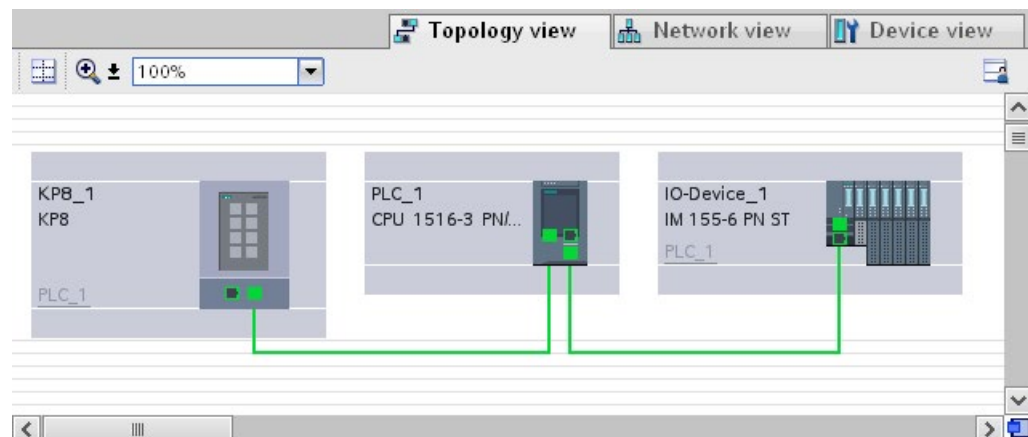 Topology view
Network view
Device view
100%
KP8_1
KP8
PLC_1
PLC_1
CPU 1516-3 PN/...
IO-Device_1
IM 155-6 PN ST
PLC_1